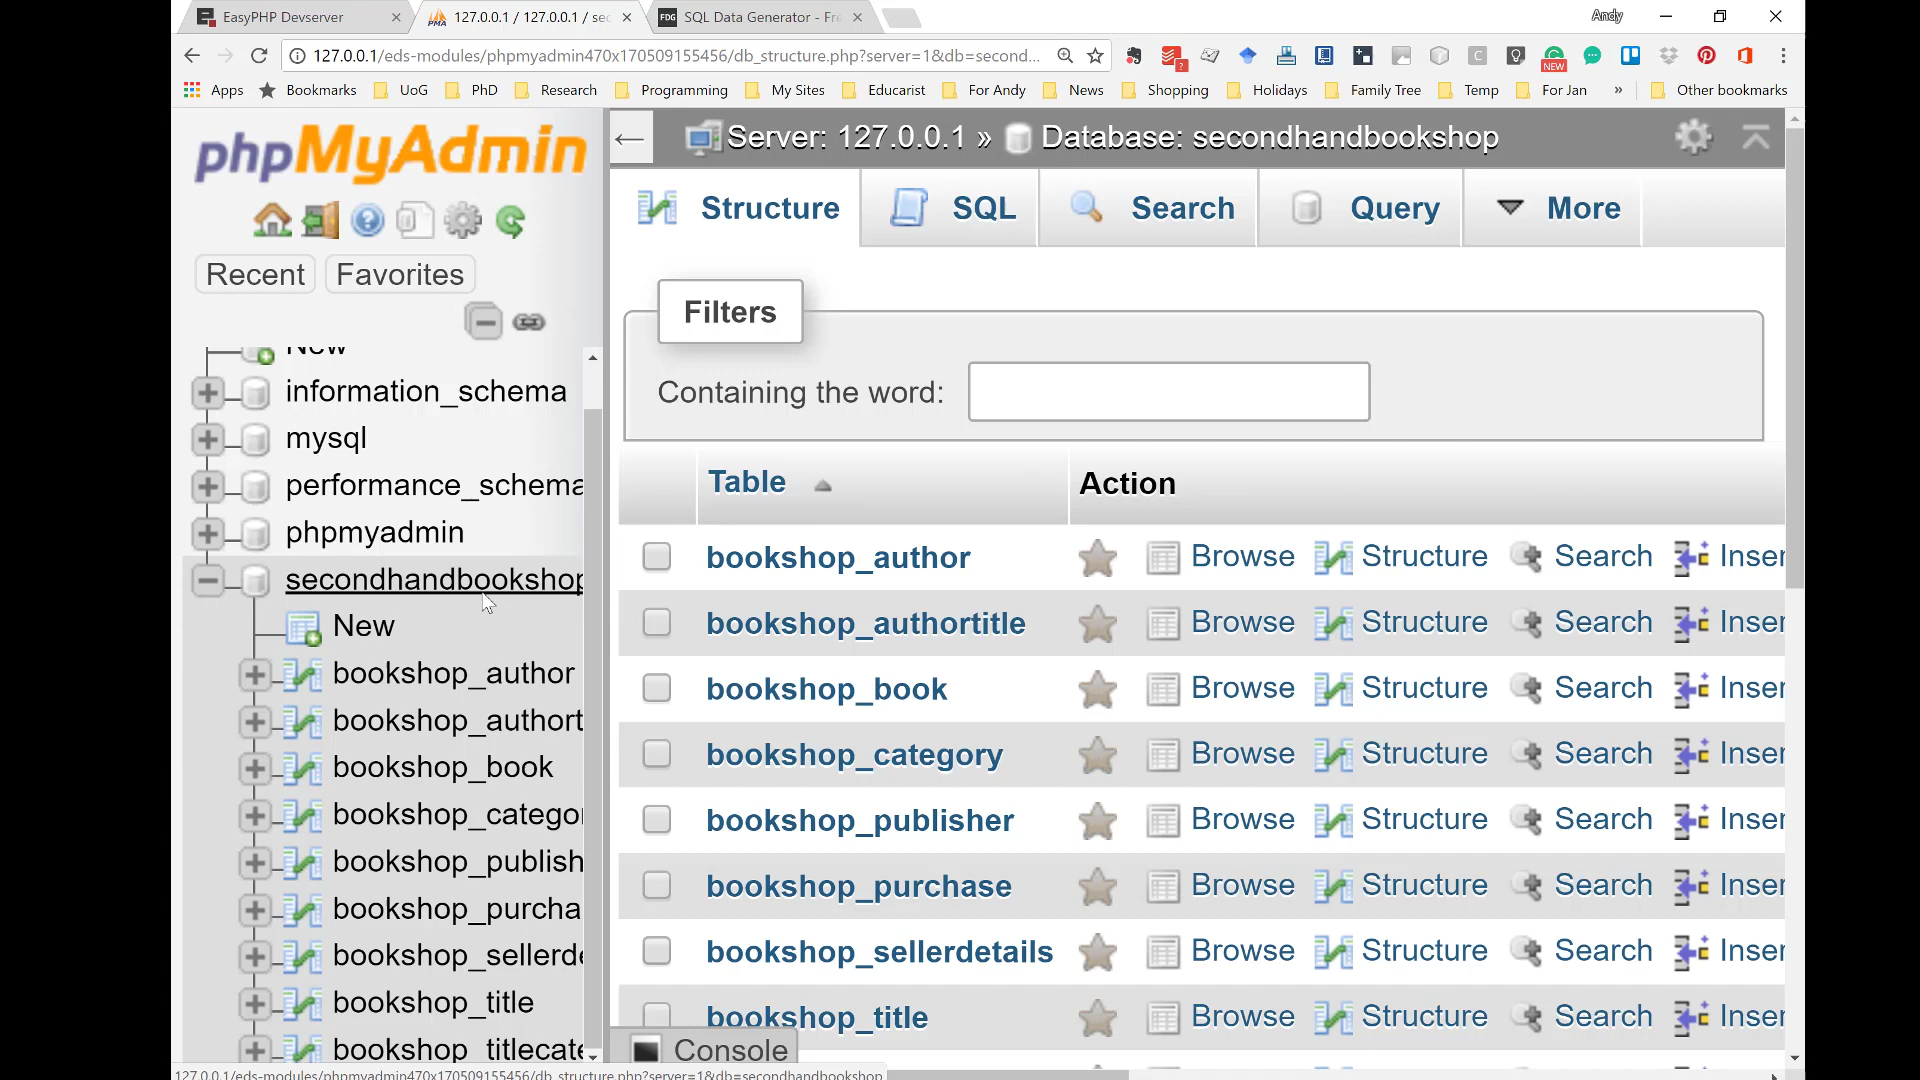 EasyPHP Devserver
127.0.0.1 / 127.0.0.1 / sec
SQL Data Generator - Fre
Andy
127.0.0.1/eds-modules/phpmyadmin470x170509155456/db_structure.php?server=1&db=second...
Apps
Bookmarks
UoG
PhD
Research
Programming
My Sites
Educarist
For Andy
News
Shopping
Holidays
Family Tree
Temp
For Jan
»
Other bookmarks
?
NEW
phpMyAdmin
Recent
Favorites
New
information_schema
mysql
performance_schema
phpmyadmin
secondhandbookshop
New
bookshop_author
bookshop_authort
bookshop_book
bookshop_categor
bookshop_publish
bookshop_purcha
bookshop_sellerde
bookshop_title
bookshop_titlecate
Server: 127.0.0.1 » Database: secondhandbookshop
Structure
SQL
Search
Query
More
Filters
Containing the word:
Table
Action
bookshop_author Browse Structure Search Inser
bookshop_authortitle Browse Structure Search Inser
bookshop_book Browse Structure Search Inser
bookshop_category Browse Structure Search Inser
bookshop_publisher Browse Structure Search Inser
bookshop_purchase Browse Structure Search Inser
bookshop_sellerdetails Browse Structure Search Inser
bookshop_title Browse Structure Search Inser
Console
127.0.0.1/eds-modules/phpmyadmin470x170509155456/db_structure.php?server=1&db=secondhandbookshop